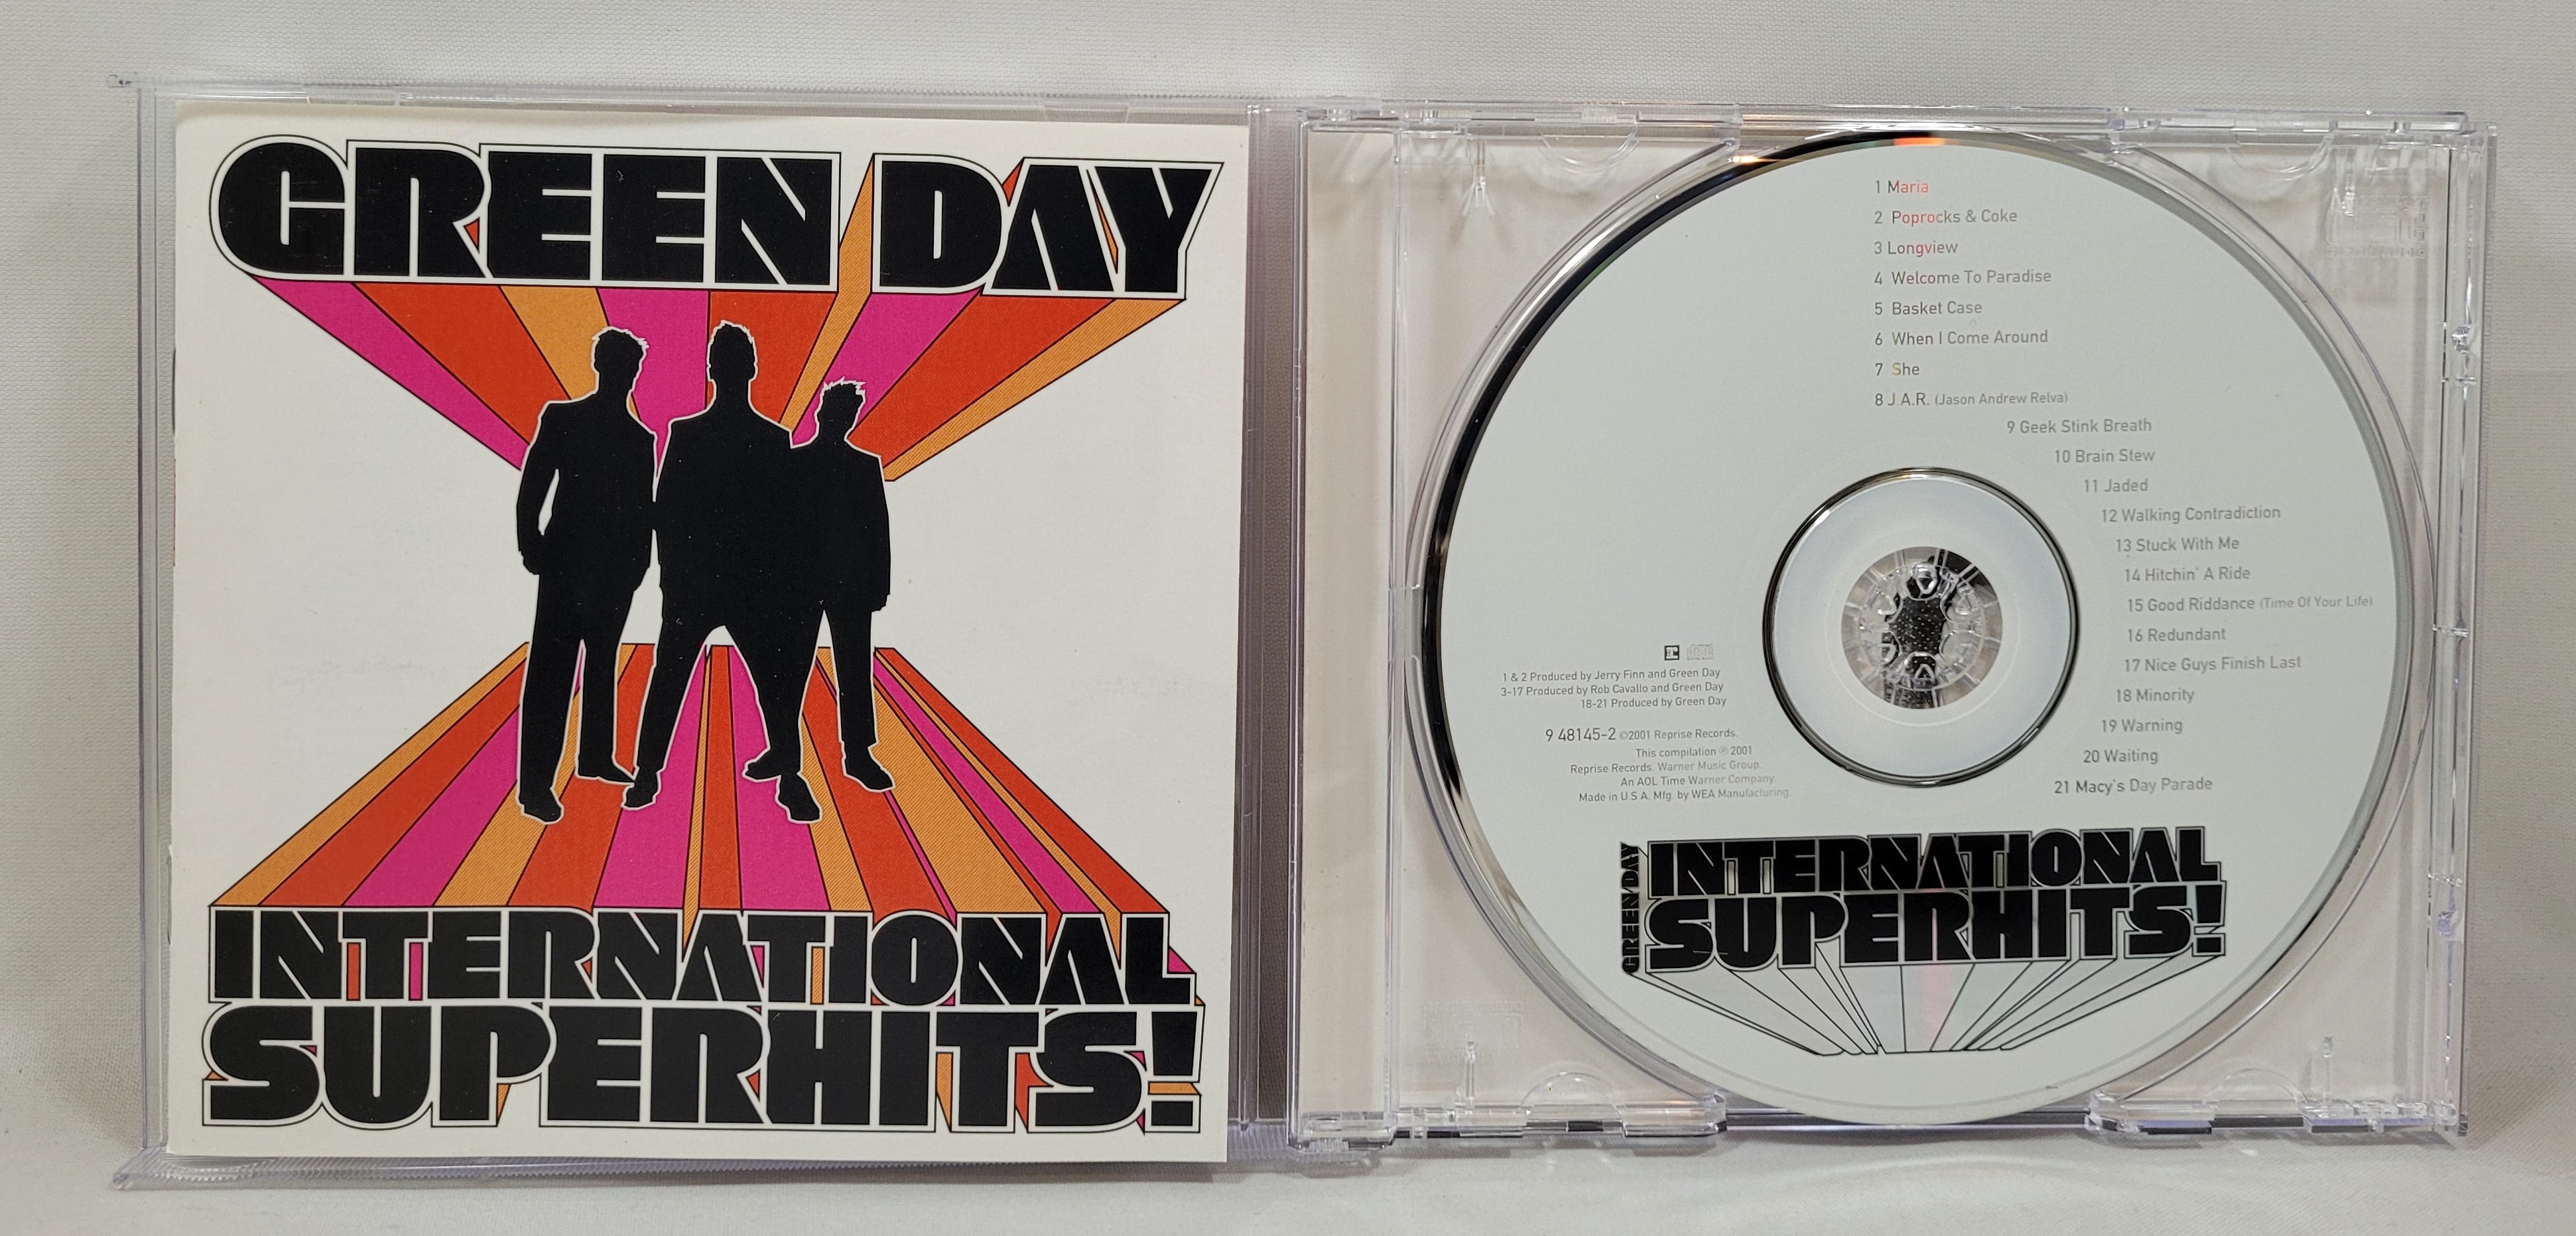 GREEN DAY
INTERNATIONAL
SUPERHITS!
1 Maria
2 Poprocks & Coke
3 Longview
4 Welcome To Paradise
5 Basket Case
6 When I Come Around
7 She
8 J.A.R. (Jason Andrew Relva)
9 Geek Stink Breath
10 Brain Stew
11 Jaded
12 Walking Contradiction
13 Stuck With Me
14 Hitchin' A Ride
15 Good Riddance (Time Of Your Life)
16 Redundant
17 Nice Guys Finish Last
18 Minority
19 Warning
20 Waiting
21 Macy's Day Parade
1 & 2 Produced by Jerry Finn and Green Day
3-17 Produced by Rob Cavallo and Green Day
18-21 Produced by Green Day
9 48145-2 ©2001 Reprise Records.
This compilation ℗ 2001
Reprise Records. Warner Music Group.
An AOL Time Warner Company.
Made in U.S.A. Mfg. by WEA Manufacturing.
GREEN DAY
INTERNATIONAL
SUPERHITS!